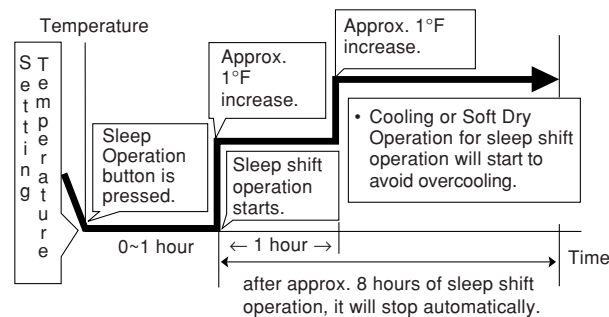 Temperature
Setting
Temperature
Approx.
1°F
increase.
Approx. 1°F
increase.
Sleep
Operation
button is
pressed.
Sleep shift
operation
starts.
• Cooling or Soft Dry
Operation for sleep shift
operation will start to
avoid overcooling.
0~1 hour
← 1 hour →
Time
after approx. 8 hours of sleep shift
operation, it will stop automatically.